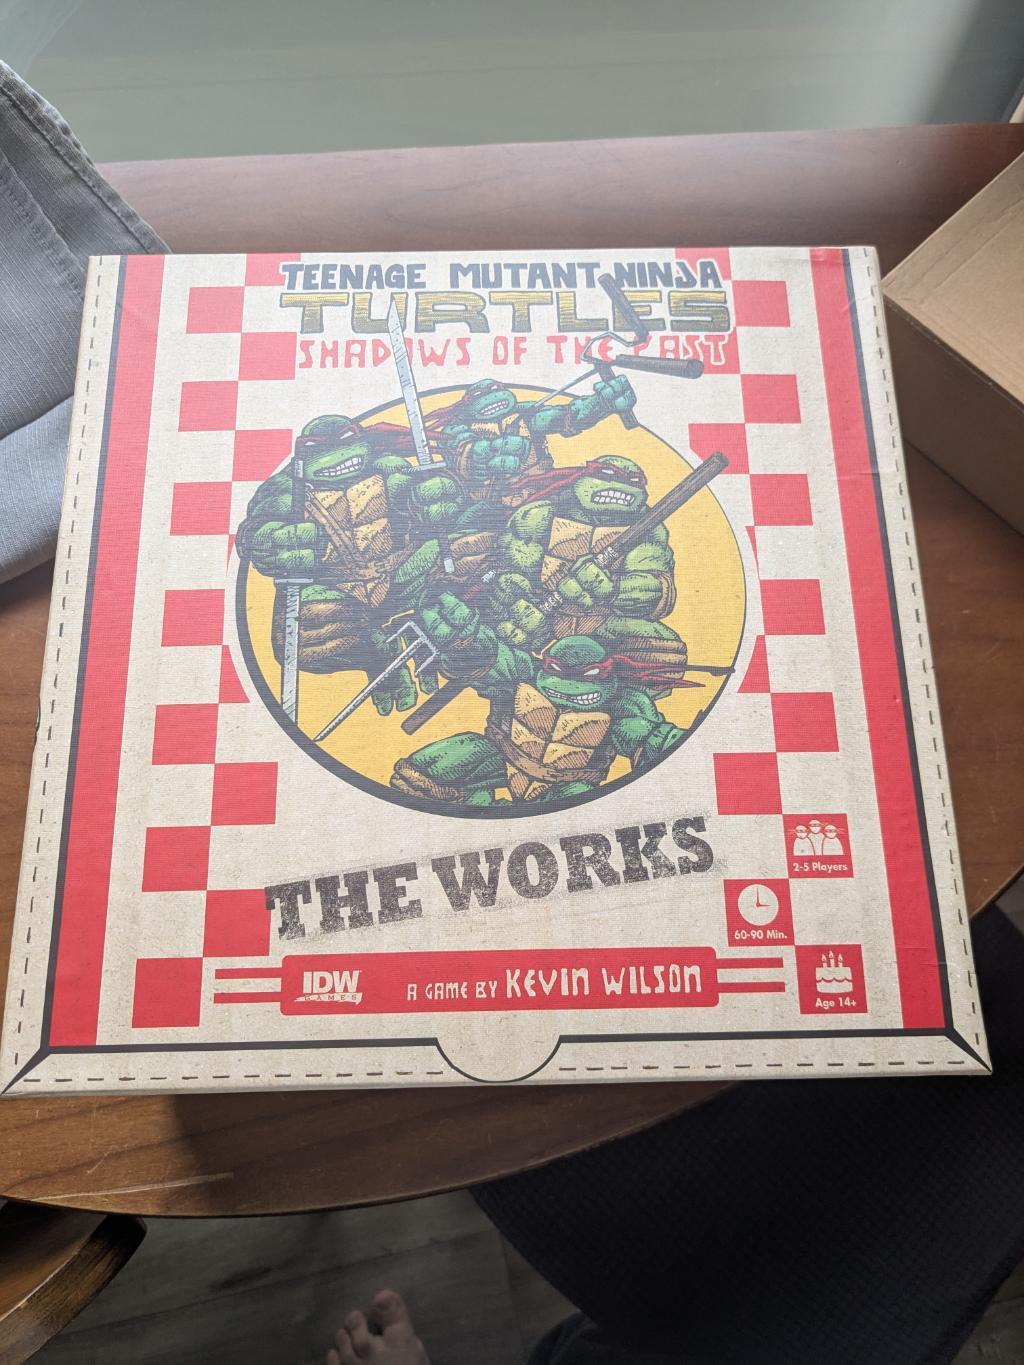 TEENAGE MUTANT NINJA
TURTLES
SHADOWS OF THE PAST
THE WORKS
2-5 Players
60-90 Min.
IDW
GAMES
A GAME BY KEVIN WILSON
Age 14+